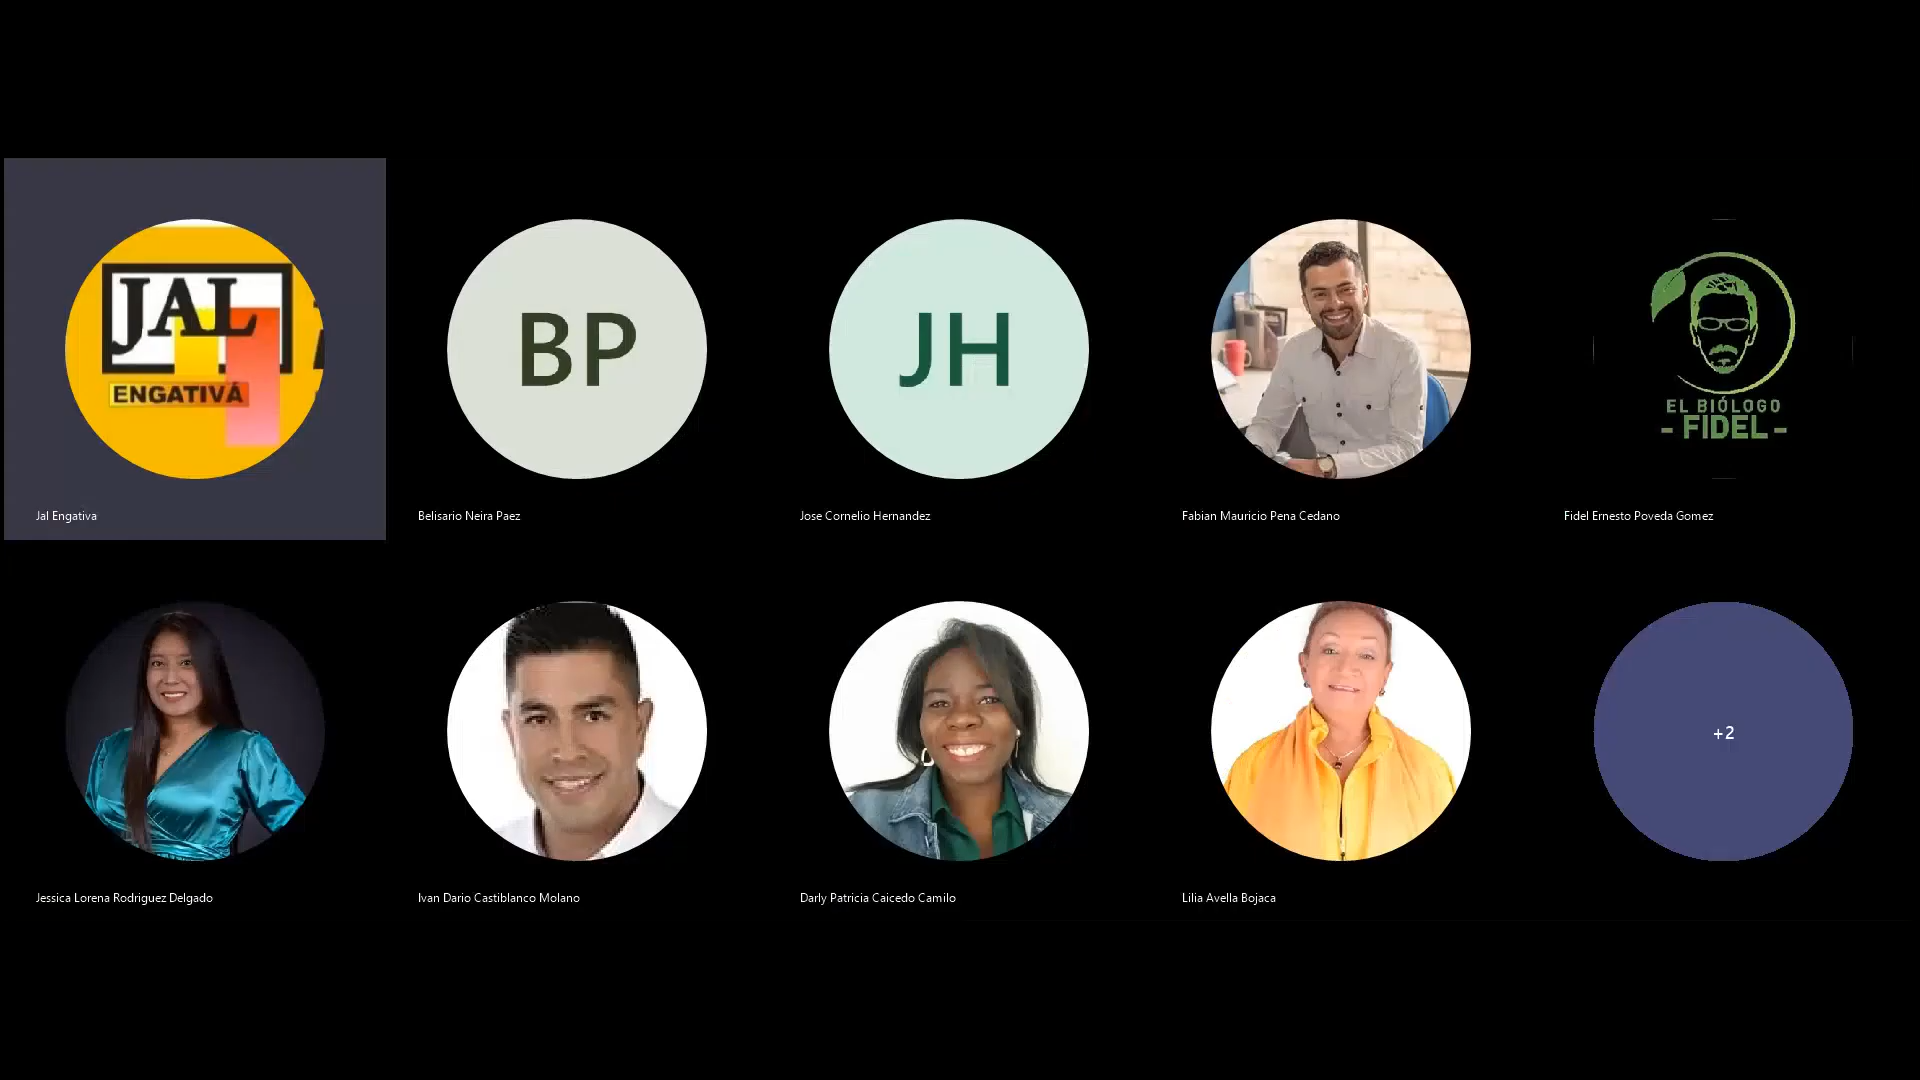 JAL
ENGATIVÁ
BP
JH
EL BIÓLOGO
- FIDEL -
Jal Engativa
Belisario Neira Paez
Jose Cornelio Hernandez
Fabian Mauricio Pena Cedano
Fidel Ernesto Poveda Gomez
+2
Jessica Lorena Rodriguez Delgado
Ivan Dario Castiblanco Molano
Darly Patricia Caicedo Camilo
Lilia Avella Bojaca